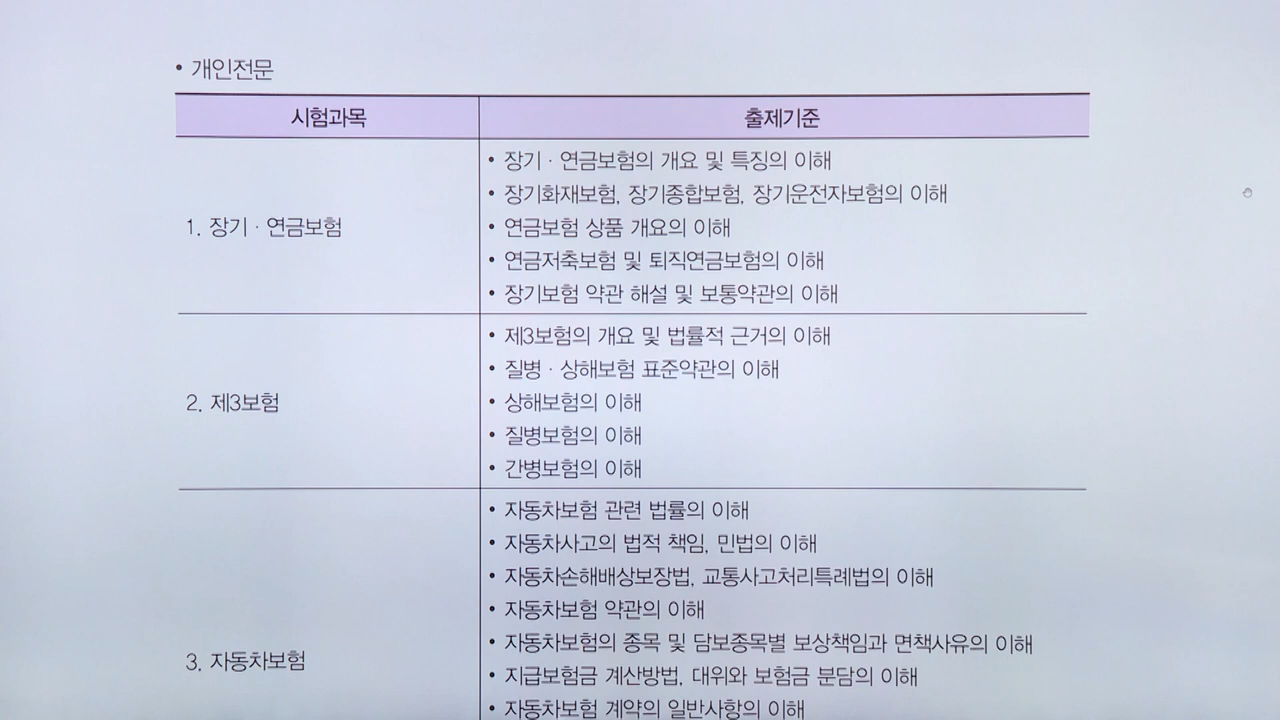 • 개인전문
시험과목
출제기준
1. 장기 · 연금보험
• 장기 · 연금보험의 개요 및 특징의 이해
• 장기화재보험, 장기종합보험, 장기운전자보험의 이해
• 연금보험 상품 개요의 이해
• 연금저축보험 및 퇴직연금보험의 이해
• 장기보험 약관 해설 및 보통약관의 이해
2. 제3보험
• 제3보험의 개요 및 법률적 근거의 이해
• 질병 · 상해보험 표준약관의 이해
• 상해보험의 이해
• 질병보험의 이해
• 간병보험의 이해
3. 자동차보험
• 자동차보험 관련 법률의 이해
• 자동차사고의 법적 책임, 민법의 이해
• 자동차손해배상보장법, 교통사고처리특례법의 이해
• 자동차보험 약관의 이해
• 자동차보험의 종목 및 담보종목별 보상책임과 면책사유의 이해
• 지급보험금 계산방법, 대위와 보험금 분담의 이해
• 자동차보험 계약의 일반사항의 이해